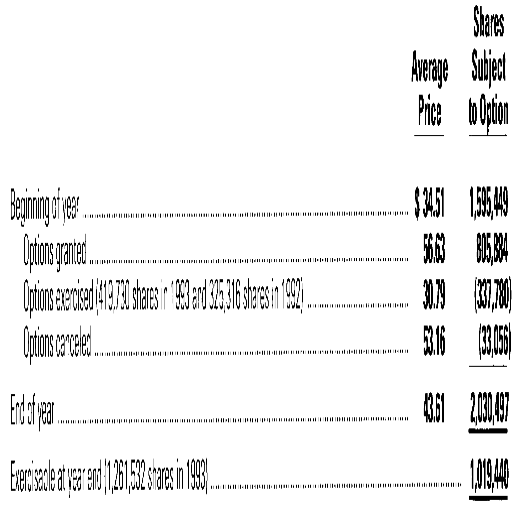 Shares
Average Subject
Price to Option
Beginning of year $ 34.51 1,595,449
Options granted 56.63 805,884
Options exercised (419,730 shares in 1993 and 325,316 shares in 1992) 30.79 (337,780)
Options canceled 53.16 (33,056)
End of year 43.61 2,030,497
Exercisable at year end (1,261,532 shares in 1993) 1,019,440